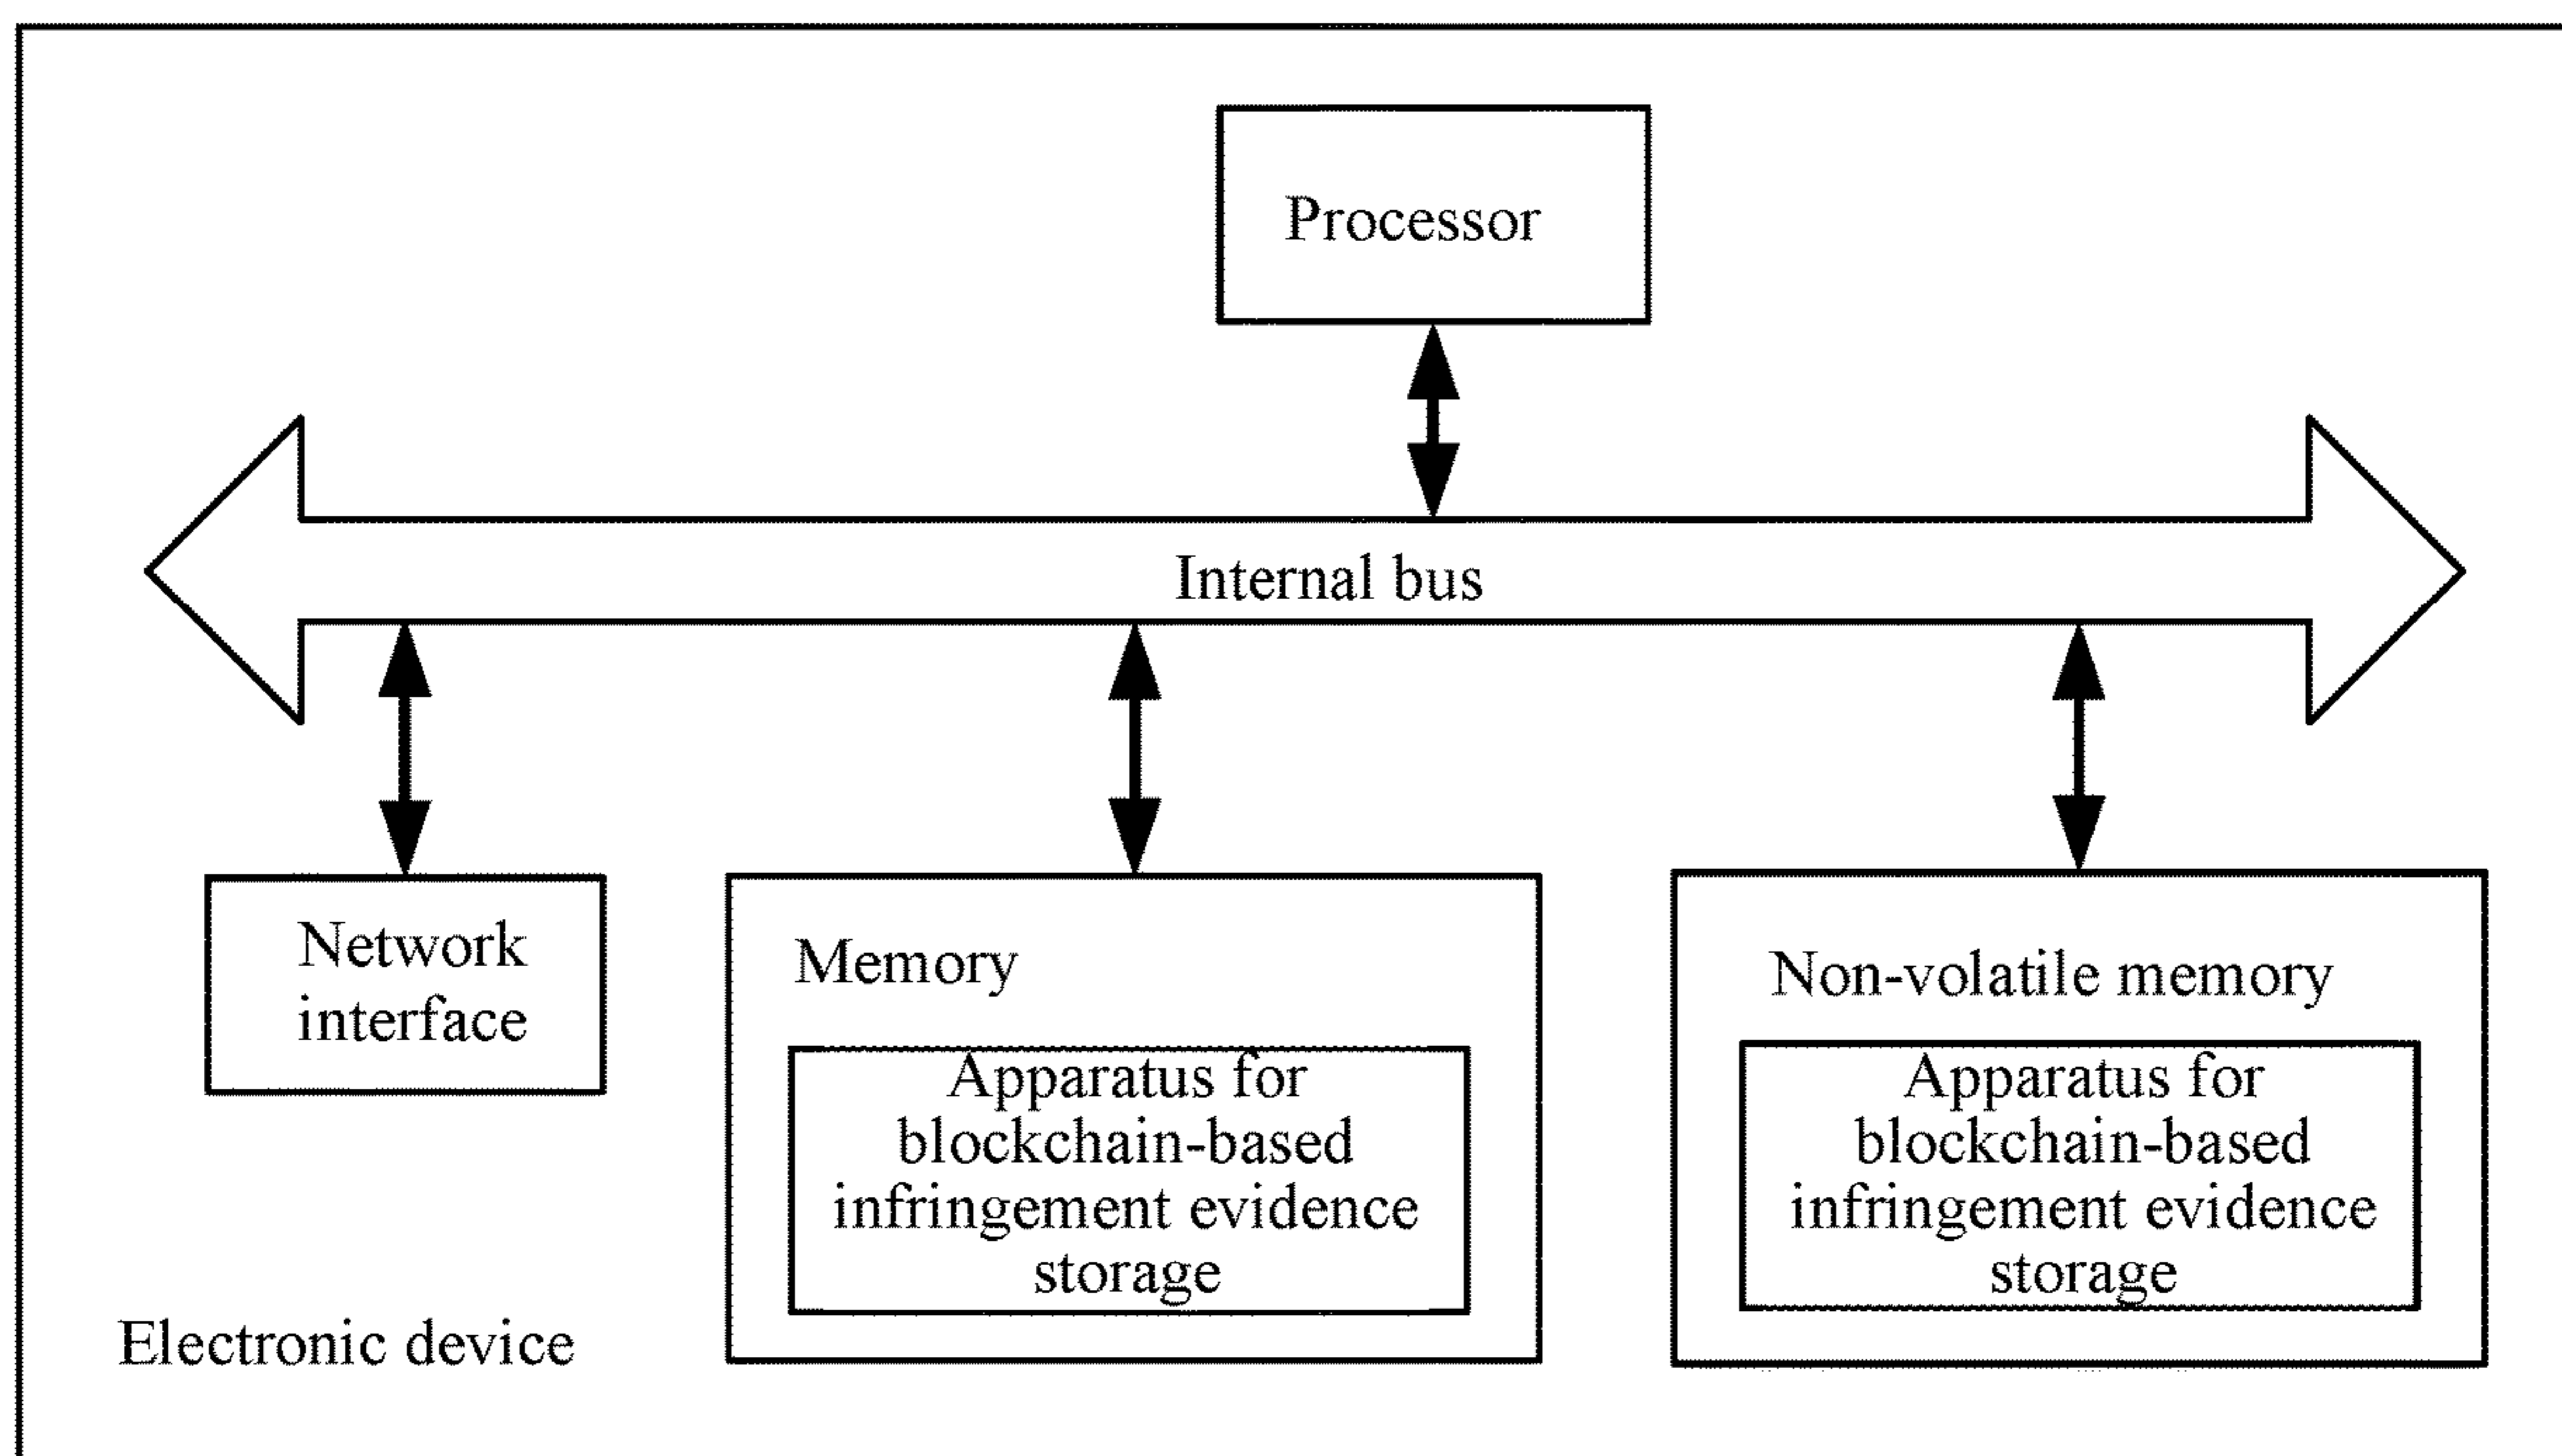 Processor
Internal bus
Network
interface
Memory
Apparatus for
blockchain-based
infringement evidence
storage
Non-volatile memory
Apparatus for
blockchain-based
infringement evidence
storage
Electronic device